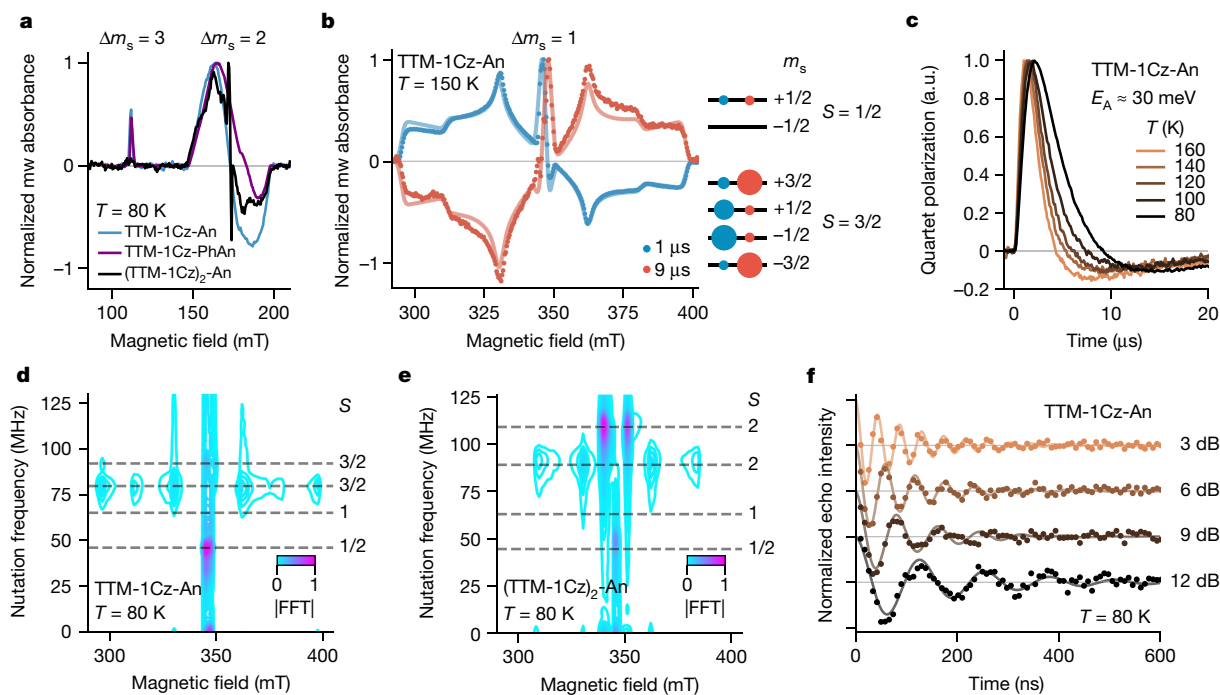 a
Δmₛ = 3
Δmₛ = 2
Normalized mw absorbance
1
0
−1
T = 80 K
TTM-1Cz-An
TTM-1Cz-PhAn
(TTM-1Cz)₂-An
100
150
200
Magnetic field (mT)
b
Δmₛ = 1
Normalized mw absorbance
1
0
−1
TTM-1Cz-An
T = 150 K
1 μs
9 μs
300
325
350
375
400
Magnetic field (mT)
mₛ
+1/2
−1/2
S = 1/2
+3/2
+1/2
−1/2
−3/2
S = 3/2
c
Quartet polarization (a.u.)
1.0
0.8
0.6
0.4
0.2
0
−0.2
TTM-1Cz-An
E_A ≈ 30 meV
T (K)
160
140
120
100
80
0
10
20
Time (μs)
d
Nutation frequency (MHz)
125
100
75
50
25
0
S
3/2
3/2
1
1/2
TTM-1Cz-An
T = 80 K
0 1
|FFT|
300
350
400
Magnetic field (mT)
e
Nutation frequency (MHz)
125
100
75
50
25
0
S
2
2
1
1/2
(TTM-1Cz)₂-An
T = 80 K
0 1
|FFT|
300
350
400
Magnetic field (mT)
f
Normalized echo intensity
TTM-1Cz-An
3 dB
6 dB
9 dB
12 dB
T = 80 K
0
200
400
600
Time (ns)